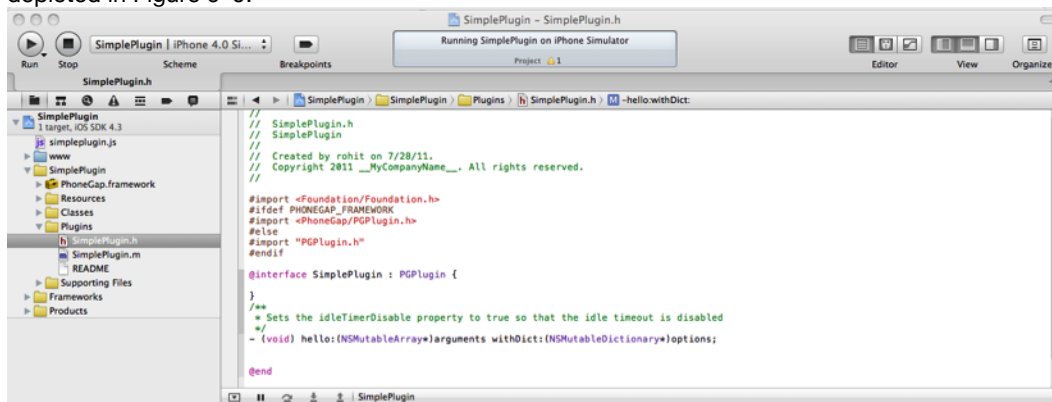 SimplePlugin – SimplePlugin.h
SimplePlugin | iPhone 4.0 Si...
Running SimplePlugin on iPhone Simulator
Project 1
Run Stop Scheme Breakpoints Editor View Organize
SimplePlugin.h
SimplePlugin
1 target, iOS SDK 4.3
simpleplugin.js
www
SimplePlugin
PhoneGap.framework
Resources
Classes
Plugins
SimplePlugin.h
SimplePlugin.m
README
Supporting Files
Frameworks
Products
SimplePlugin SimplePlugin Plugins SimplePlugin.h -hello:withDict:
//
// SimplePlugin.h
// SimplePlugin
//
// Created by rohit on 7/28/11.
// Copyright 2011 __MyCompanyName__. All rights reserved.
//
#import <Foundation/Foundation.h>
#ifdef PHONEGAP_FRAMEWORK
#import <PhoneGap/PGPlugin.h>
#else
#import "PGPlugin.h"
#endif
@interface SimplePlugin : PGPlugin {
}
/**
* Sets the idleTimerDisable property to true so that the idle timeout is disabled
*/
- (void) hello:(NSMutableArray*)arguments withDict:(NSMutableDictionary*)options;
@end
SimplePlugin